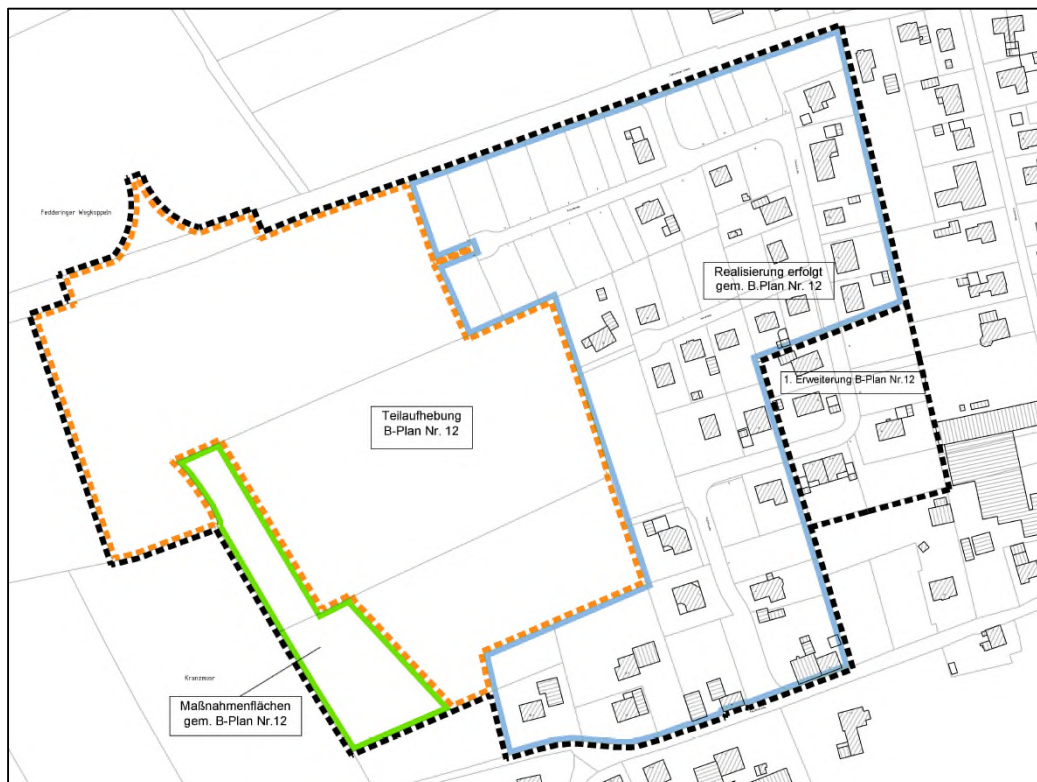 Fedderinger Wegkoppeln
Realisierung erfolgt
gem. B.Plan Nr. 12
1. Erweiterung B-Plan Nr.12
Teilaufhebung
B-Plan Nr. 12
Kranzmoor
Maßnahmenflächen
gem. B-Plan Nr.12